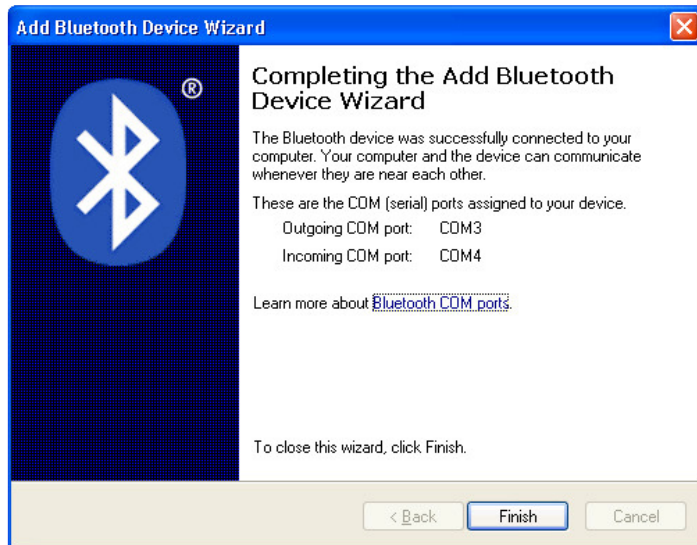 Add Bluetooth Device Wizard
®
Completing the Add Bluetooth
Device Wizard
The Bluetooth device was successfully connected to your
computer. Your computer and the device can communicate
whenever they are near each other.
These are the COM (serial) ports assigned to your device.
Outgoing COM port: COM3
Incoming COM port: COM4
Learn more about Bluetooth COM ports.
To close this wizard, click Finish.
< Back Finish Cancel